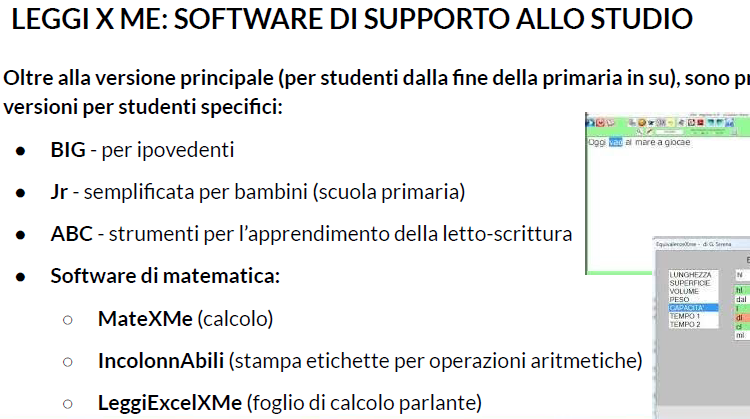 LEGGI X ME: SOFTWARE DI SUPPORTO ALLO STUDIO
Oltre alla versione principale (per studenti dalla fine della primaria in su), sono
versioni per studenti specifici:
● BIG - per ipovedenti
● Jr - semplificata per bambini (scuola primaria)
● ABC - strumenti per l'apprendimento della letto-scrittura
● Software di matematica:
○ MateXMe (calcolo)
○ IncolonnAbili (stampa etichette per operazioni aritmetiche)
○ LeggiExcelXMe (foglio di calcolo parlante)
Oggi vado al mare a giocae
EquivalenzeXme - di G. Serena
LUNGHEZZA
SUPERFICIE
VOLUME
PESO
CAPACITA'
TEMPO 1
TEMPO 2
hl
hl
dal
l
dl
cl
ml